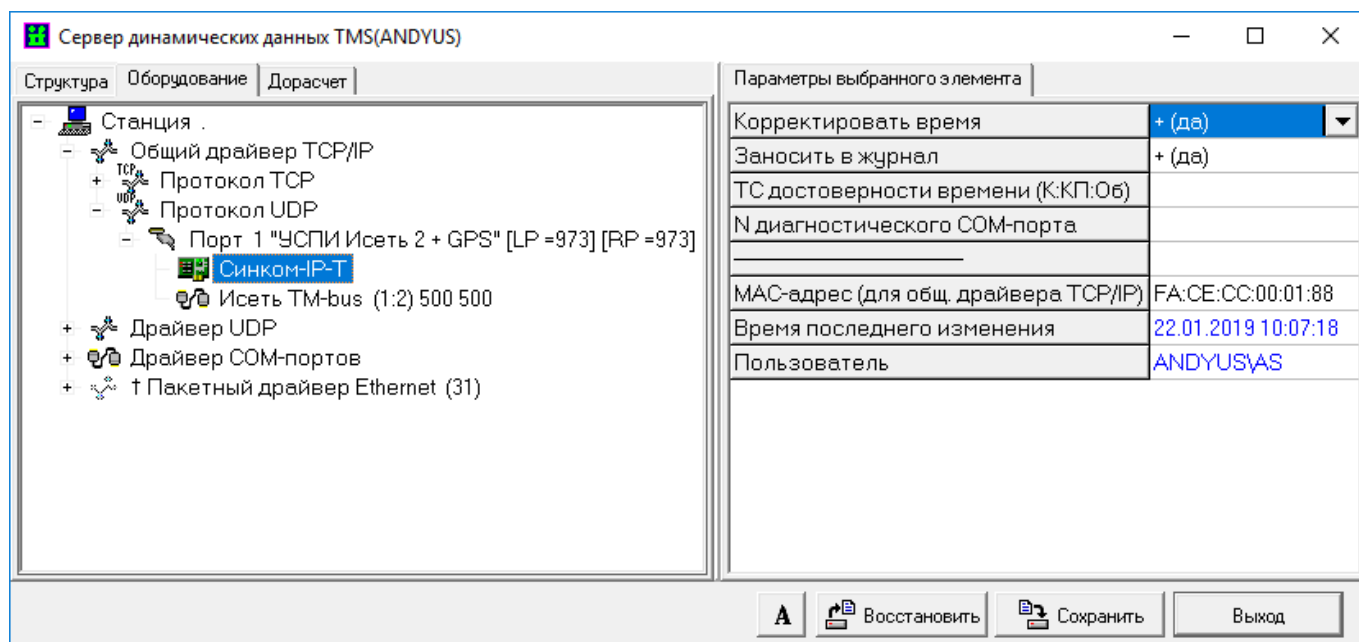 Сервер динамических данных TMS(ANDYUS)
Структура Оборудование Дорасчет
Станция .
Общий драйвер TCP/IP
TCP Протокол TCP
UDP Протокол UDP
Порт 1 "УСПИ Исеть 2 + GPS" [LP =973] [RP =973]
Синком-IP-T
Исеть TM-bus (1:2) 500 500
Драйвер UDP
Драйвер COM-портов
† Пакетный драйвер Ethernet (31)
Параметры выбранного элемента
Корректировать время + (да)
Заносить в журнал + (да)
ТС достоверности времени (К:КП:Об)
N диагностического COM-порта
MAC-адрес (для общ. драйвера TCP/IP) FA:CE:CC:00:01:88
Время последнего изменения 22.01.2019 10:07:18
Пользователь ANDYUS\AS
A Восстановить Сохранить Выход